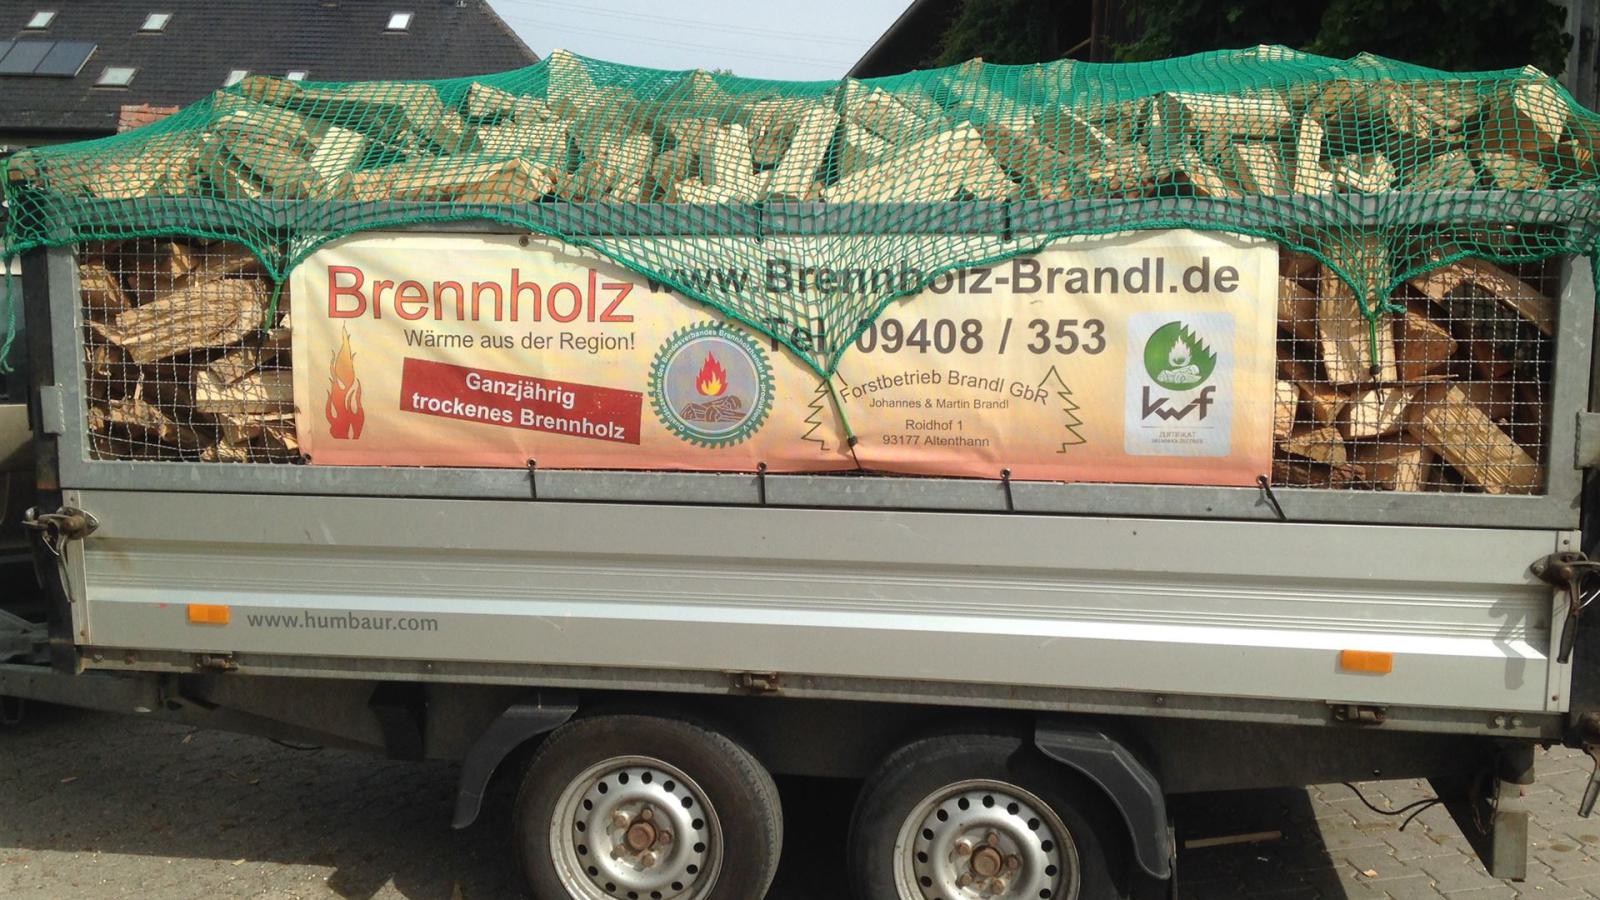 Brennholz
www.Brennholz-Brandl.de
Wärme aus der Region!
Tel. 09408 / 353
Ganzjährig
trockenes Brennholz
Forstbetrieb Brandl GbR
Johannes & Martin Brandl
Roidhof 1
93177 Altenthann
kwf
ZERTIFIKAT
www.humbaur.com